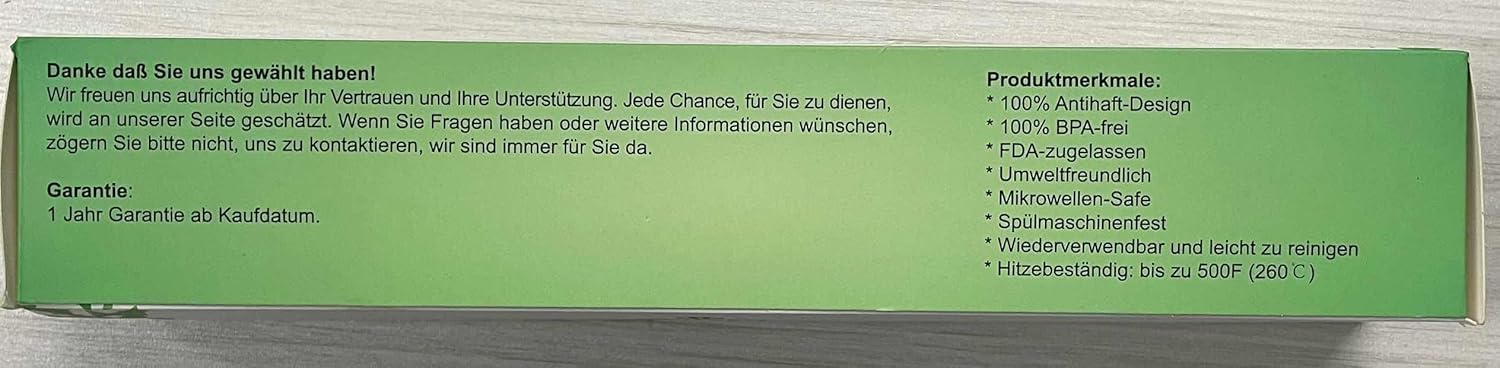 Danke daß Sie uns gewählt haben!
Wir freuen uns aufrichtig über Ihr Vertrauen und Ihre Unterstützung. Jede Chance, für Sie zu dienen,
wird an unserer Seite geschätzt. Wenn Sie Fragen haben oder weitere Informationen wünschen,
zögern Sie bitte nicht, uns zu kontaktieren, wir sind immer für Sie da.
Garantie:
1 Jahr Garantie ab Kaufdatum.
Produktmerkmale:
* 100% Antihaft-Design
* 100% BPA-frei
* FDA-zugelassen
* Umweltfreundlich
* Mikrowellen-Safe
* Spülmaschinenfest
* Wiederverwendbar und leicht zu reinigen
* Hitzebeständig: bis zu 500F (260℃)